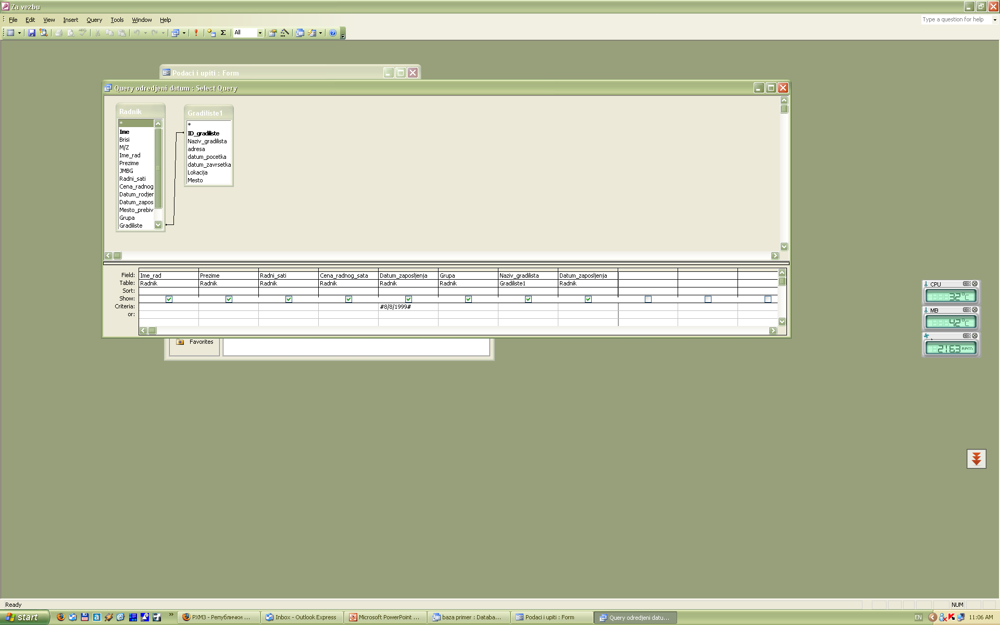 Za vezbu
File Edit View Insert Query Tools Window Help
Type a question for help
All
Podaci i upiti : Form
Query odredjeni datum : Select Query
Radnik
*
Ime
Brisi
M/Z
Ime_rad
Prezime
JMBG
Radni_sati
Cena_radnog
Datum_rodjer
Datum_zapos
Mesto_prebiv
Grupa
Gradiliste
Gradiliste1
*
ID_gradiliste
Naziv_gradilista
adresa
datum_pocetka
datum_zavrsetka
Lokacija
Mesto
Field: Ime_rad Prezime Radni_sati Cena_radnog_sata Datum_zaposljenja Grupa Naziv_gradilista Datum_zaposljenja
Table: Radnik Radnik Radnik Radnik Radnik Radnik Gradiliste1 Radnik
Sort:
Show:
Criteria: #8/8/1999#
or:
Favorites
CPU
32°C
MB
42°C
2163 RPM
Ready
NUM
start
РХМЗ - Републички ...
Inbox - Outlook Express
Microsoft PowerPoint ...
baza primer : Databa...
Podaci i upiti : Form
Query odredjeni datu...
EN
11:06 AM